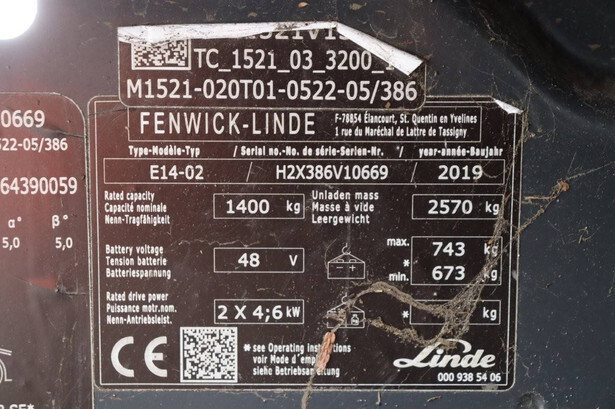 TC_1521_03_3200_
M1521-020T01-0522-05/386
0669
522-05/386
64390059
α° β°
5,0 5,0
FENWICK-LINDE
F-78854 Élancourt, St. Quentin en Yvelines
1 rue du Maréchal de Lattre de Tassigny
Type-Modèle-Typ / Serial no.-No. de série-Serien-Nr. / year-année-Baujahr
E14-02 / H2X386V10669 / 2019
Rated capacity
Capacité nominale
Nenn-Tragfähigkeit
1400 kg
Unladen mass
Masse à vide
Leergewicht
2570 kg
Battery voltage
Tension batterie
Batteriespannung
48 V
max. 743 kg
*
min. 673 kg
Rated drive power
Puissance motr.nom.
Nenn-Antriebsleist.
2 X 4;6 kW
* kg
CE
* see Operating instructions
voir Mode d'emploi
siehe Betriebsanleitung
Linde
000 938 54 06